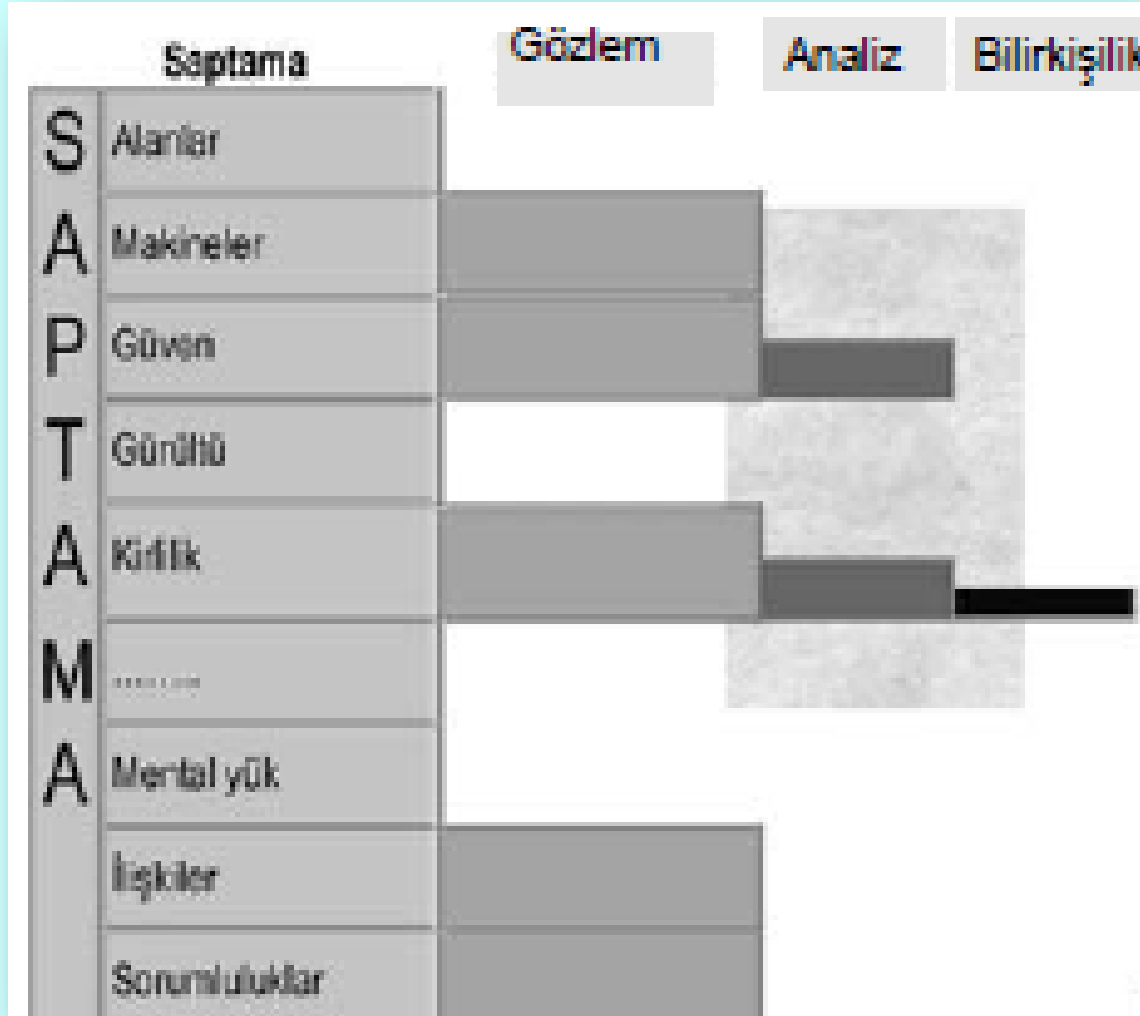 Saptama
Gözlem
Analiz
Bilirkişilik
S
A
P
T
A
M
A
Alanlar
Makineler
Güven
Gürültü
Kirlilik
.........
Mental yük
İlişkiler
Sorumluluklar